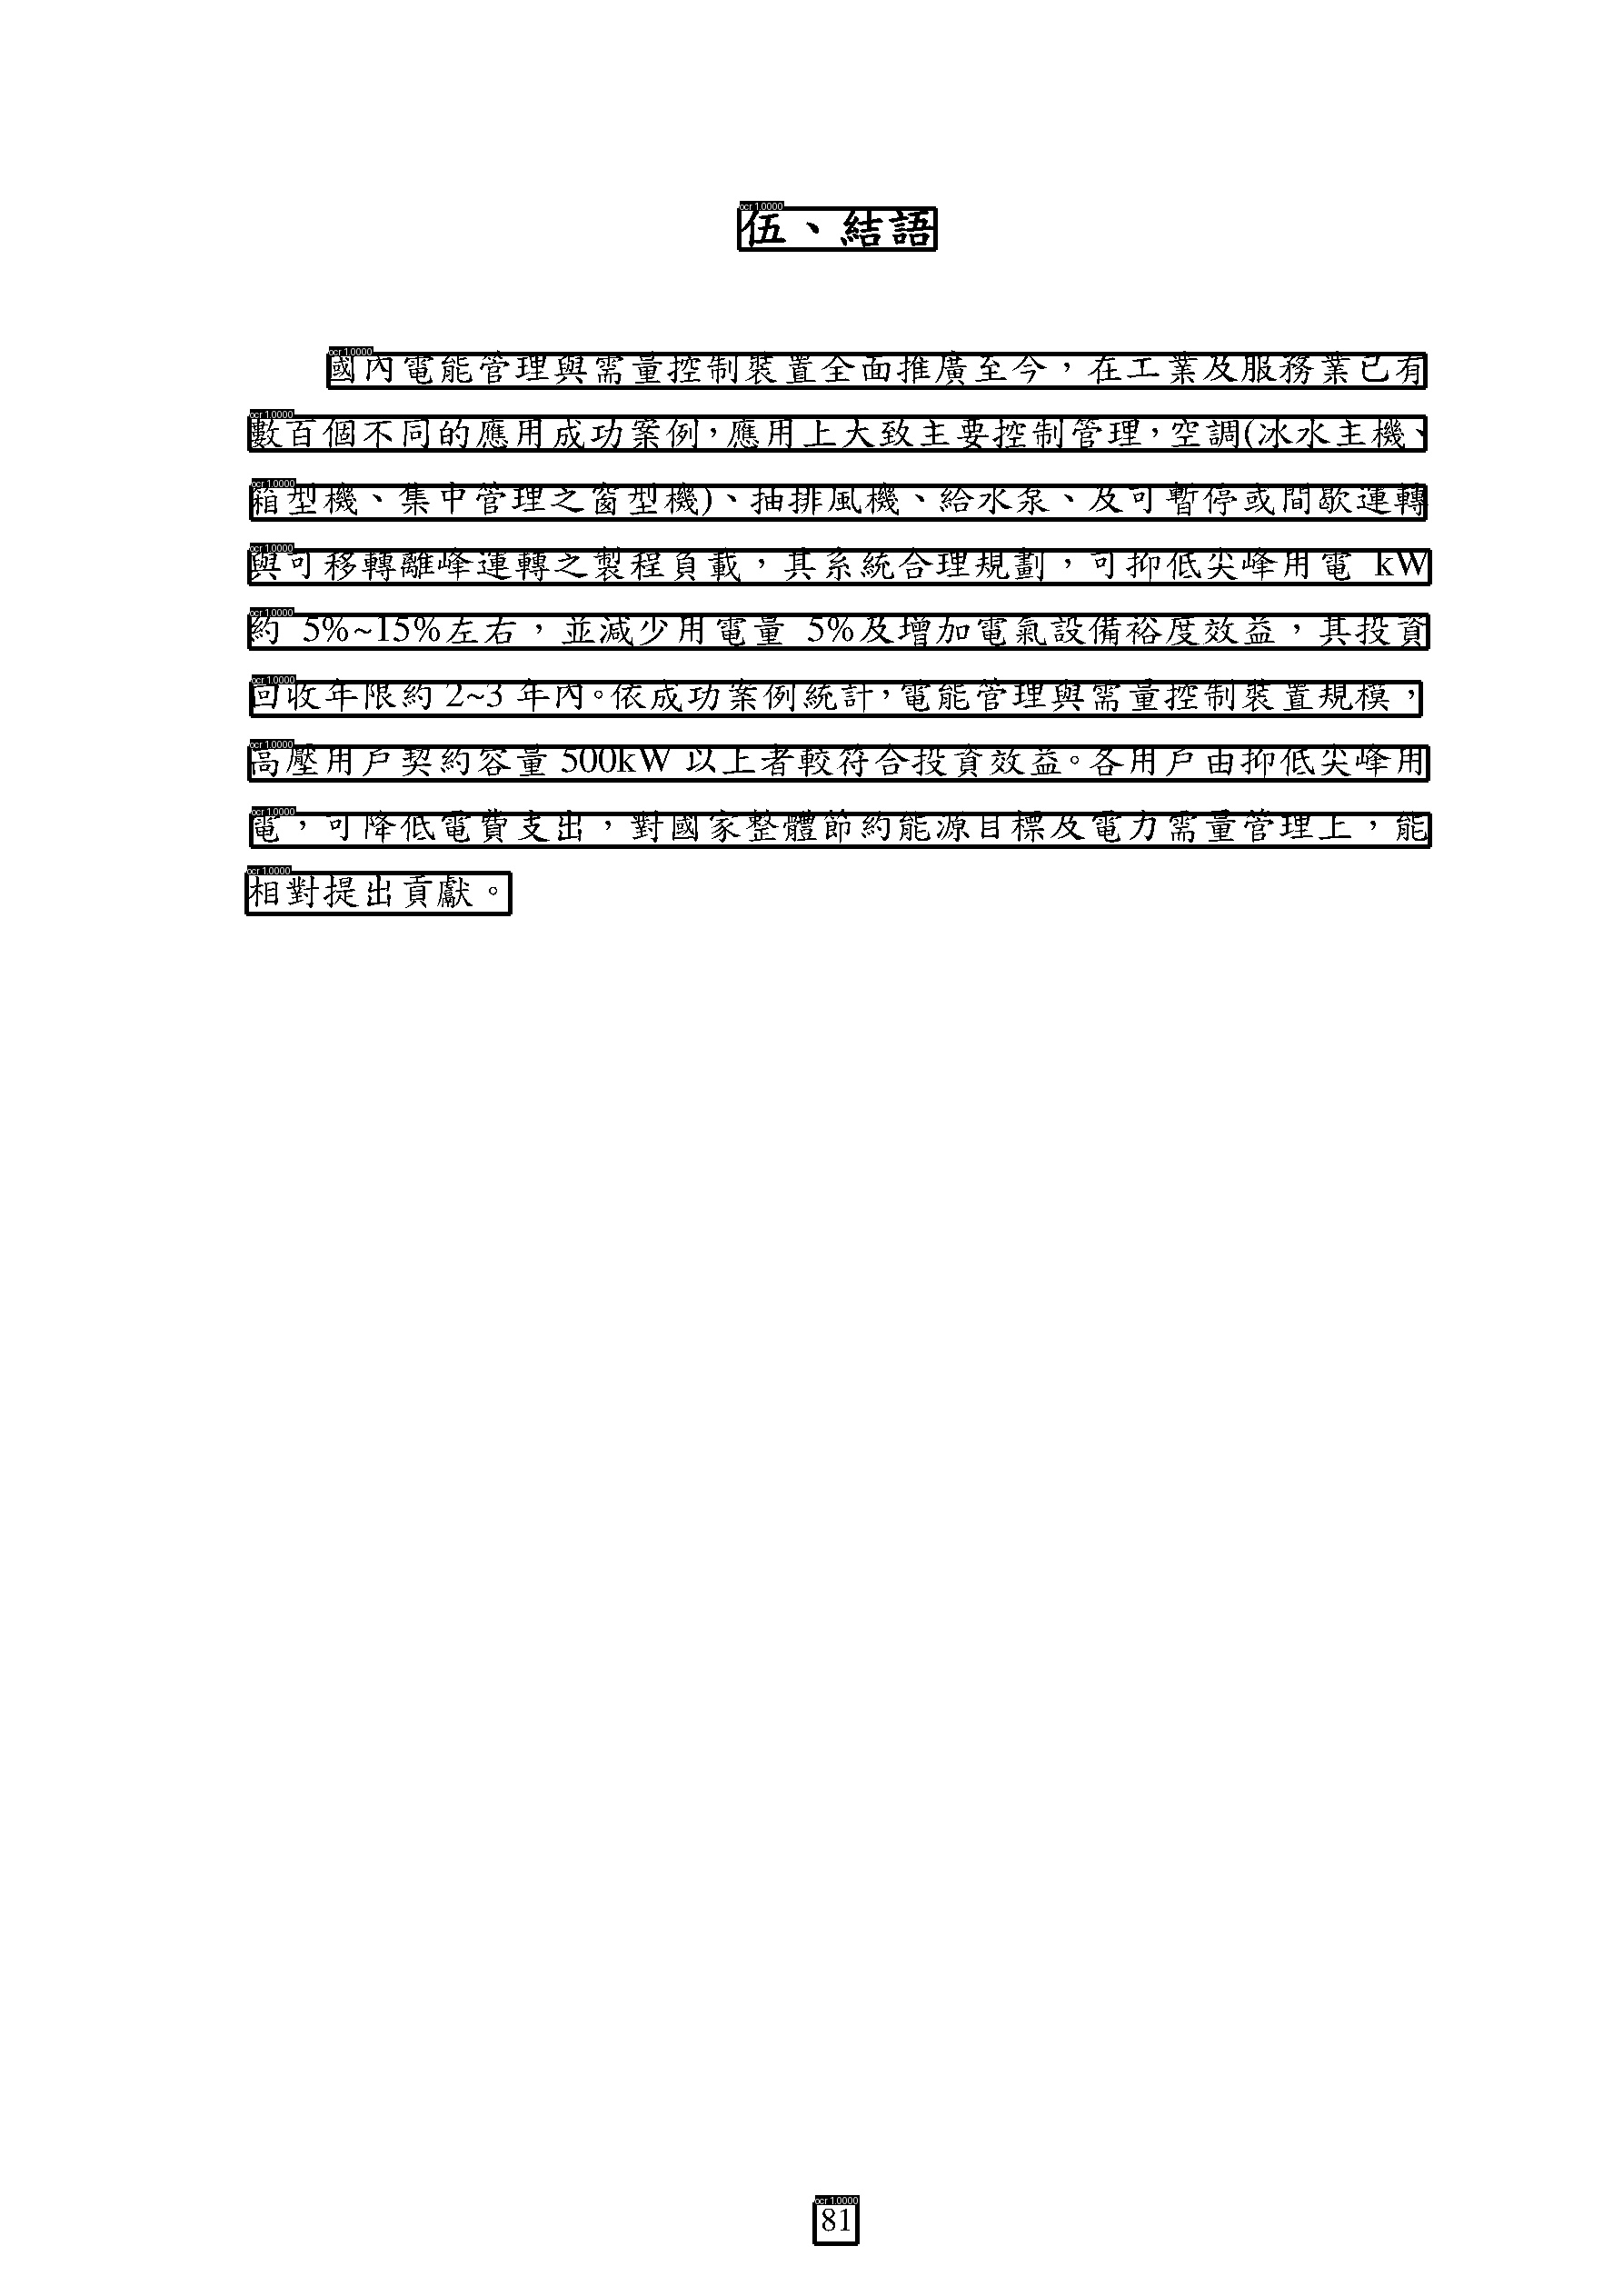 伍、結語
國內電能管理與需量控制裝置全面推廣至今，在工業及服務業已有
數百個不同的應用成功案例，應用上大致主要控制管理，空調(冰水主機、
箱型機、集中管理之窗型機)、抽排風機、給水泵、及可暫停或間歇運轉
與可移轉離峰運轉之製程負載，其系統合理規劃，可抑低尖峰用電 kW
約 5%~15%左右，並減少用電量 5%及增加電氣設備裕度效益，其投資
回收年限約 2~3 年內。依成功案例統計，電能管理與需量控制裝置規模，
高壓用戶契約容量 500kW 以上者較符合投資效益。各用戶由抑低尖峰用
電，可降低電費支出，對國家整體節約能源目標及電力需量管理上，能
相對提出貢獻。
81